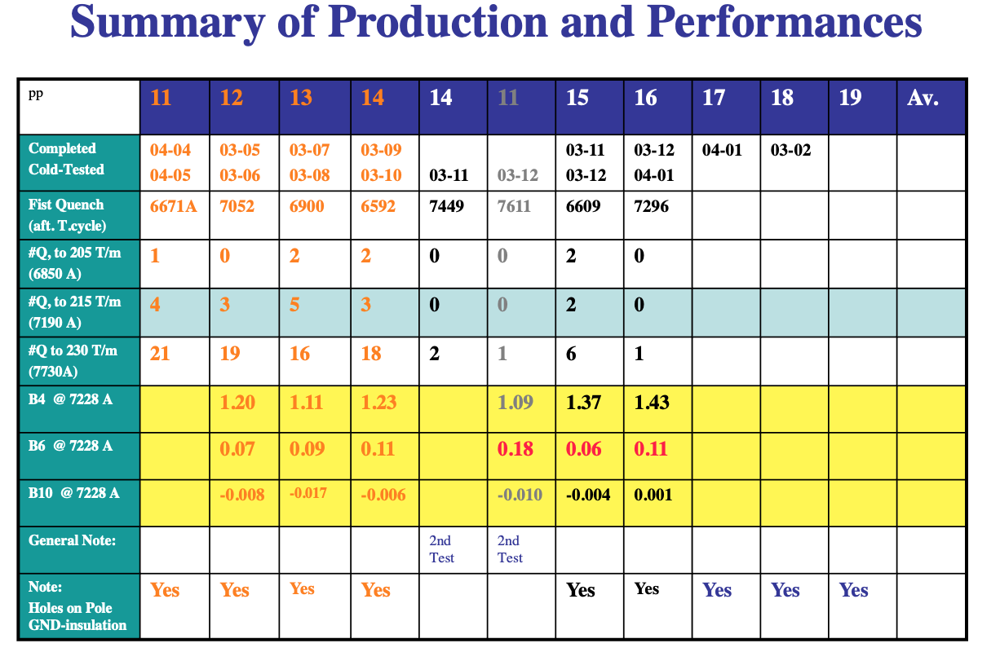 Summary of Production and Performances
pp 11 12 13 14 14 11 15 16 17 18 19 Av.
Completed 04-04 03-05 03-07 03-09 03-11 03-12 04-01 03-02
Cold-Tested 04-05 03-06 03-08 03-10 03-11 03-12 03-12 04-01
Fist Quench 6671A 7052 6900 6592 7449 7611 6609 7296
(aft. T.cycle)
#Q, to 205 T/m 1 0 2 2 0 0 2 0
(6850 A)
#Q, to 215 T/m 4 3 5 3 0 0 2 0
(7190 A)
#Q to 230 T/m 21 19 16 18 2 1 6 1
(7730A)
B4 @ 7228 A 1.20 1.11 1.23 1.09 1.37 1.43
B6 @ 7228 A 0.07 0.09 0.11 0.18 0.06 0.11
B10 @ 7228 A -0.008 -0.017 -0.006 -0.010 -0.004 0.001
General Note: 2nd 2nd
Test Test
Note: Yes Yes Yes Yes Yes Yes Yes Yes Yes
Holes on Pole
GND-insulation